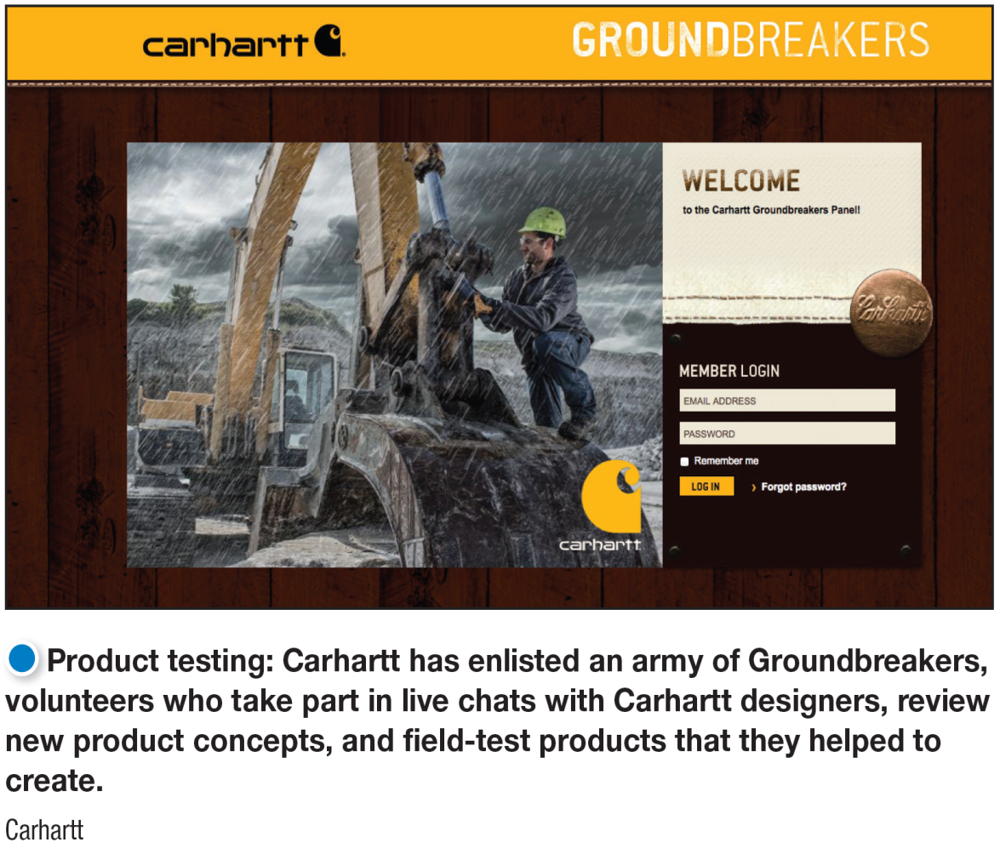 carhartt
GROUNDBREAKERS
WELCOME
to the Carhartt Groundbreakers Panel!
Carhartt
MEMBER LOGIN
EMAIL ADDRESS
PASSWORD
Remember me
LOG IN › Forgot password?
carhartt
Product testing: Carhartt has enlisted an army of Groundbreakers,
volunteers who take part in live chats with Carhartt designers, review
new product concepts, and field-test products that they helped to
create.
Carhartt